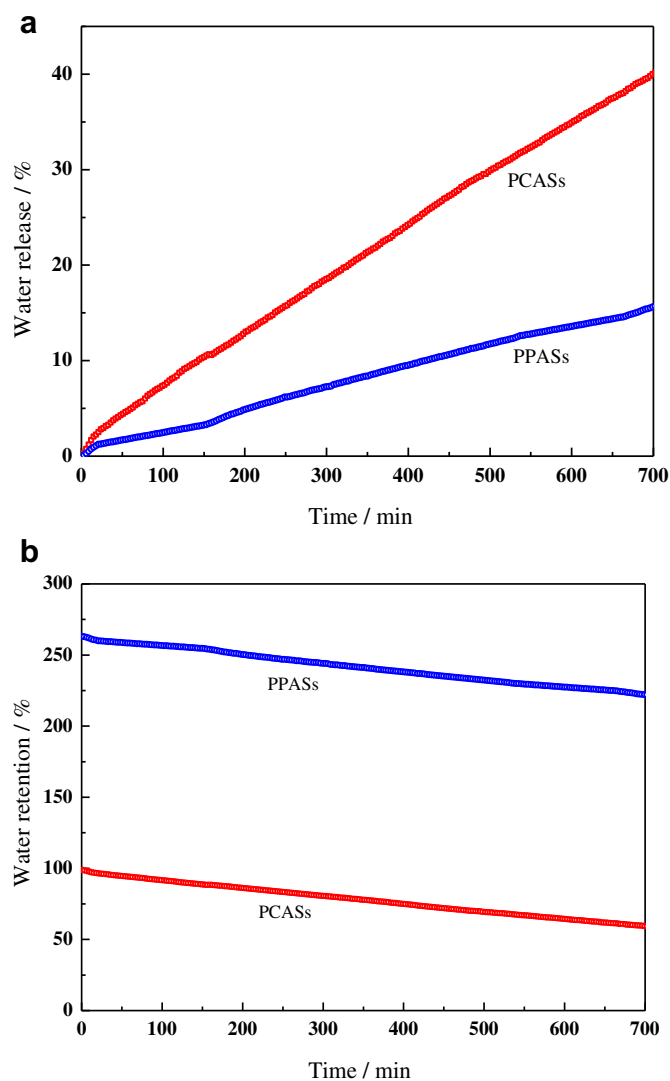 a
40
30
20
10
0
Water release / %
PCASs
PPASs
0 100 200 300 400 500 600 700
Time / min
b
300
250
200
150
100
50
0
Water retention / %
PPASs
PCASs
0 100 200 300 400 500 600 700
Time / min